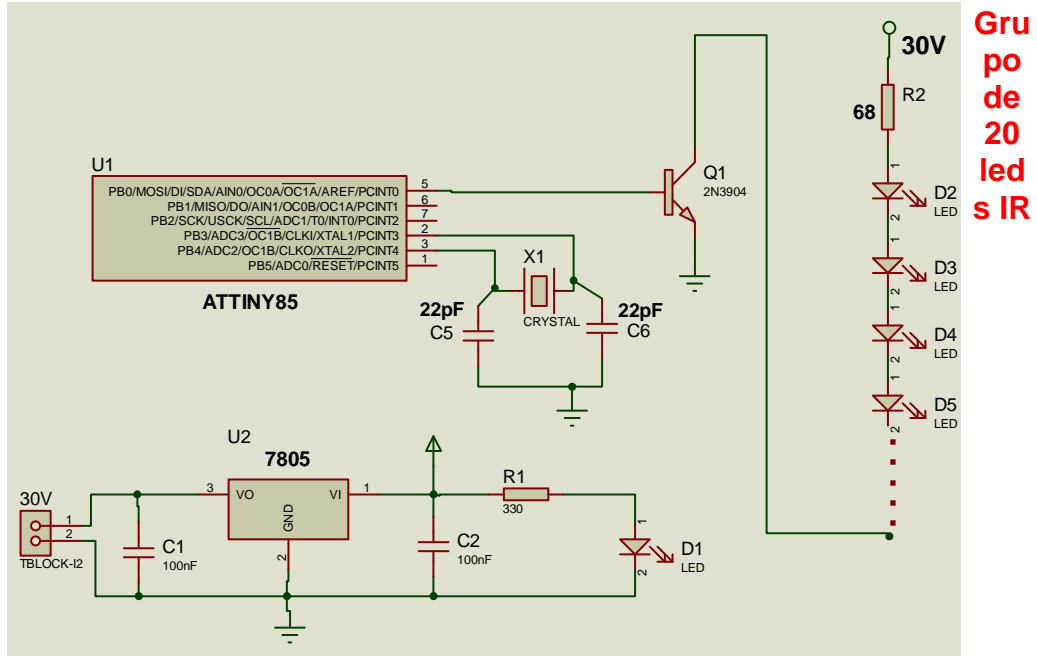 Gru
po
de
20
led
s IR
30V
R2
68
1
D2
LED
2
1
D3
LED
2
1
D4
LED
2
1
D5
LED
2
U1
PB0/MOSI/DI/SDA/AIN0/OC0A/OC1A/AREF/PCINT0
5
PB1/MISO/DO/AIN1/OC0B/OC1A/PCINT1
6
PB2/SCK/USCK/SCL/ADC1/T0/INT0/PCINT2
7
PB3/ADC3/OC1B/CLKI/XTAL1/PCINT3
2
PB4/ADC2/OC1B/CLKO/XTAL2/PCINT4
3
PB5/ADC0/RESET/PCINT5
1
ATTINY85
Q1
2N3904
X1
CRYSTAL
22pF
C5
22pF
C6
U2
7805
3
VO
VI
1
GND
2
30V
1
2
TBLOCK-I2
C1
100nF
C2
100nF
R1
330
1
D1
LED
2